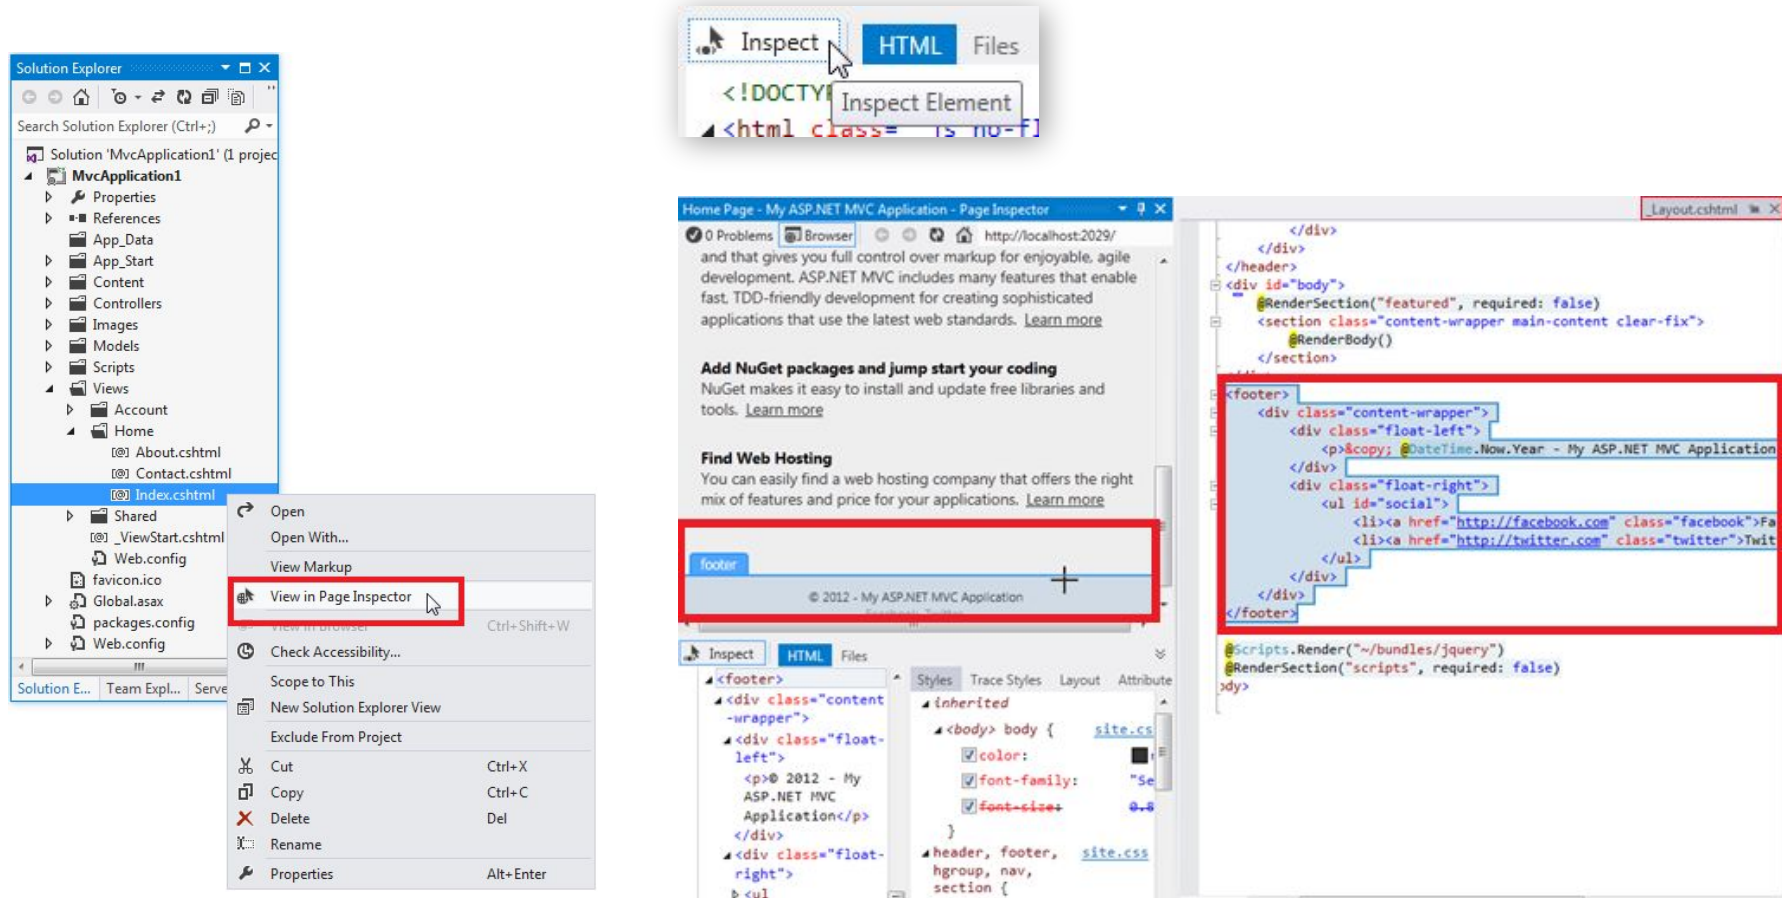 Solution Explorer
Search Solution Explorer (Ctrl+;)
Solution 'MvcApplication1' (1 projec
MvcApplication1
Properties
References
App_Data
App_Start
Content
Controllers
Images
Models
Scripts
Views
Account
Home
About.cshtml
Contact.cshtml
Index.cshtml
Shared
_ViewStart.cshtml
Web.config
favicon.ico
Global.asax
packages.config
Web.config
Solution E... Team Expl... Serve
Open
Open With...
View Markup
View in Page Inspector
View in Browser Ctrl+Shift+W
Check Accessibility...
Scope to This
New Solution Explorer View
Exclude From Project
Cut Ctrl+X
Copy Ctrl+C
Delete Del
Rename
Properties Alt+Enter
Inspect HTML Files
<!DOCTYP
Inspect Element
<html class=" js no-fl
Home Page - My ASP.NET MVC Application - Page Inspector
0 Problems Browser http://localhost:2029/
and that gives you full control over markup for enjoyable, agile
development. ASP.NET MVC includes many features that enable
fast, TDD-friendly development for creating sophisticated
applications that use the latest web standards. Learn more
Add NuGet packages and jump start your coding
NuGet makes it easy to install and update free libraries and
tools. Learn more
Find Web Hosting
You can easily find a web hosting company that offers the right
mix of features and price for your applications. Learn more
footer
© 2012 - My ASP.NET MVC Application
Facebook Twitter
Inspect HTML Files
<footer>
<div class="content
-wrapper">
<div class="float-
left">
<p>© 2012 - My
ASP.NET MVC
Application</p>
</div>
<div class="float-
right">
<ul
Styles Trace Styles Layout Attribute
inherited
<body> body { site.cs
color:
font-family: "Se
font-size: 0.8
}
header, footer, site.css
hgroup, nav,
section {
_Layout.cshtml
</div>
</div>
</header>
<div id="body">
@RenderSection("featured", required: false)
<section class="content-wrapper main-content clear-fix">
@RenderBody()
</section>
<footer>
<div class="content-wrapper">
<div class="float-left">
<p>&copy; @DateTime.Now.Year - My ASP.NET MVC Application
</div>
<div class="float-right">
<ul id="social">
<li><a href="http://facebook.com" class="facebook">Fa
<li><a href="http://twitter.com" class="twitter">Twit
</ul>
</div>
</div>
</footer>
@Scripts.Render("~/bundles/jquery")
@RenderSection("scripts", required: false)
ody>